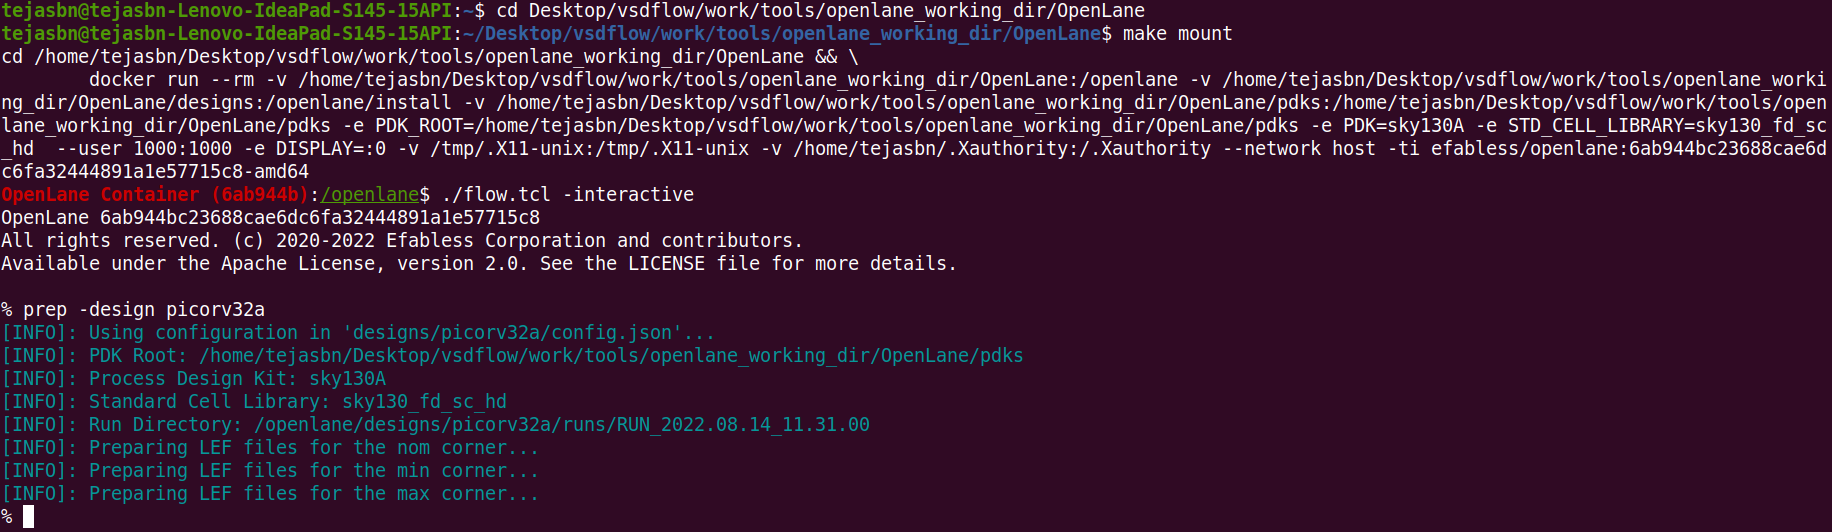 tejasbn@tejasbn-Lenovo-IdeaPad-S145-15API:~$ cd Desktop/vsdflow/work/tools/openlane_working_dir/OpenLane
tejasbn@tejasbn-Lenovo-IdeaPad-S145-15API:~/Desktop/vsdflow/work/tools/openlane_working_dir/OpenLane$ make mount
cd /home/tejasbn/Desktop/vsdflow/work/tools/openlane_working_dir/OpenLane && \
        docker run --rm -v /home/tejasbn/Desktop/vsdflow/work/tools/openlane_working_dir/OpenLane:/openlane -v /home/tejasbn/Desktop/vsdflow/work/tools/openlane_worki
ng_dir/OpenLane/designs:/openlane/install -v /home/tejasbn/Desktop/vsdflow/work/tools/openlane_working_dir/OpenLane/pdks:/home/tejasbn/Desktop/vsdflow/work/tools/open
lane_working_dir/OpenLane/pdks -e PDK_ROOT=/home/tejasbn/Desktop/vsdflow/work/tools/openlane_working_dir/OpenLane/pdks -e PDK=sky130A -e STD_CELL_LIBRARY=sky130_fd_sc
_hd  --user 1000:1000 -e DISPLAY=:0 -v /tmp/.X11-unix:/tmp/.X11-unix -v /home/tejasbn/.Xauthority:/.Xauthority --network host -ti efabless/openlane:6ab944bc23688cae6d
c6fa32444891a1e57715c8-amd64
OpenLane Container (6ab944b):/openlane$ ./flow.tcl -interactive
OpenLane 6ab944bc23688cae6dc6fa32444891a1e57715c8
All rights reserved. (c) 2020-2022 Efabless Corporation and contributors.
Available under the Apache License, version 2.0. See the LICENSE file for more details.
% prep -design picorv32a
[INFO]: Using configuration in 'designs/picorv32a/config.json'...
[INFO]: PDK Root: /home/tejasbn/Desktop/vsdflow/work/tools/openlane_working_dir/OpenLane/pdks
[INFO]: Process Design Kit: sky130A
[INFO]: Standard Cell Library: sky130_fd_sc_hd
[INFO]: Run Directory: /openlane/designs/picorv32a/runs/RUN_2022.08.14_11.31.00
[INFO]: Preparing LEF files for the nom corner...
[INFO]: Preparing LEF files for the min corner...
[INFO]: Preparing LEF files for the max corner...
%